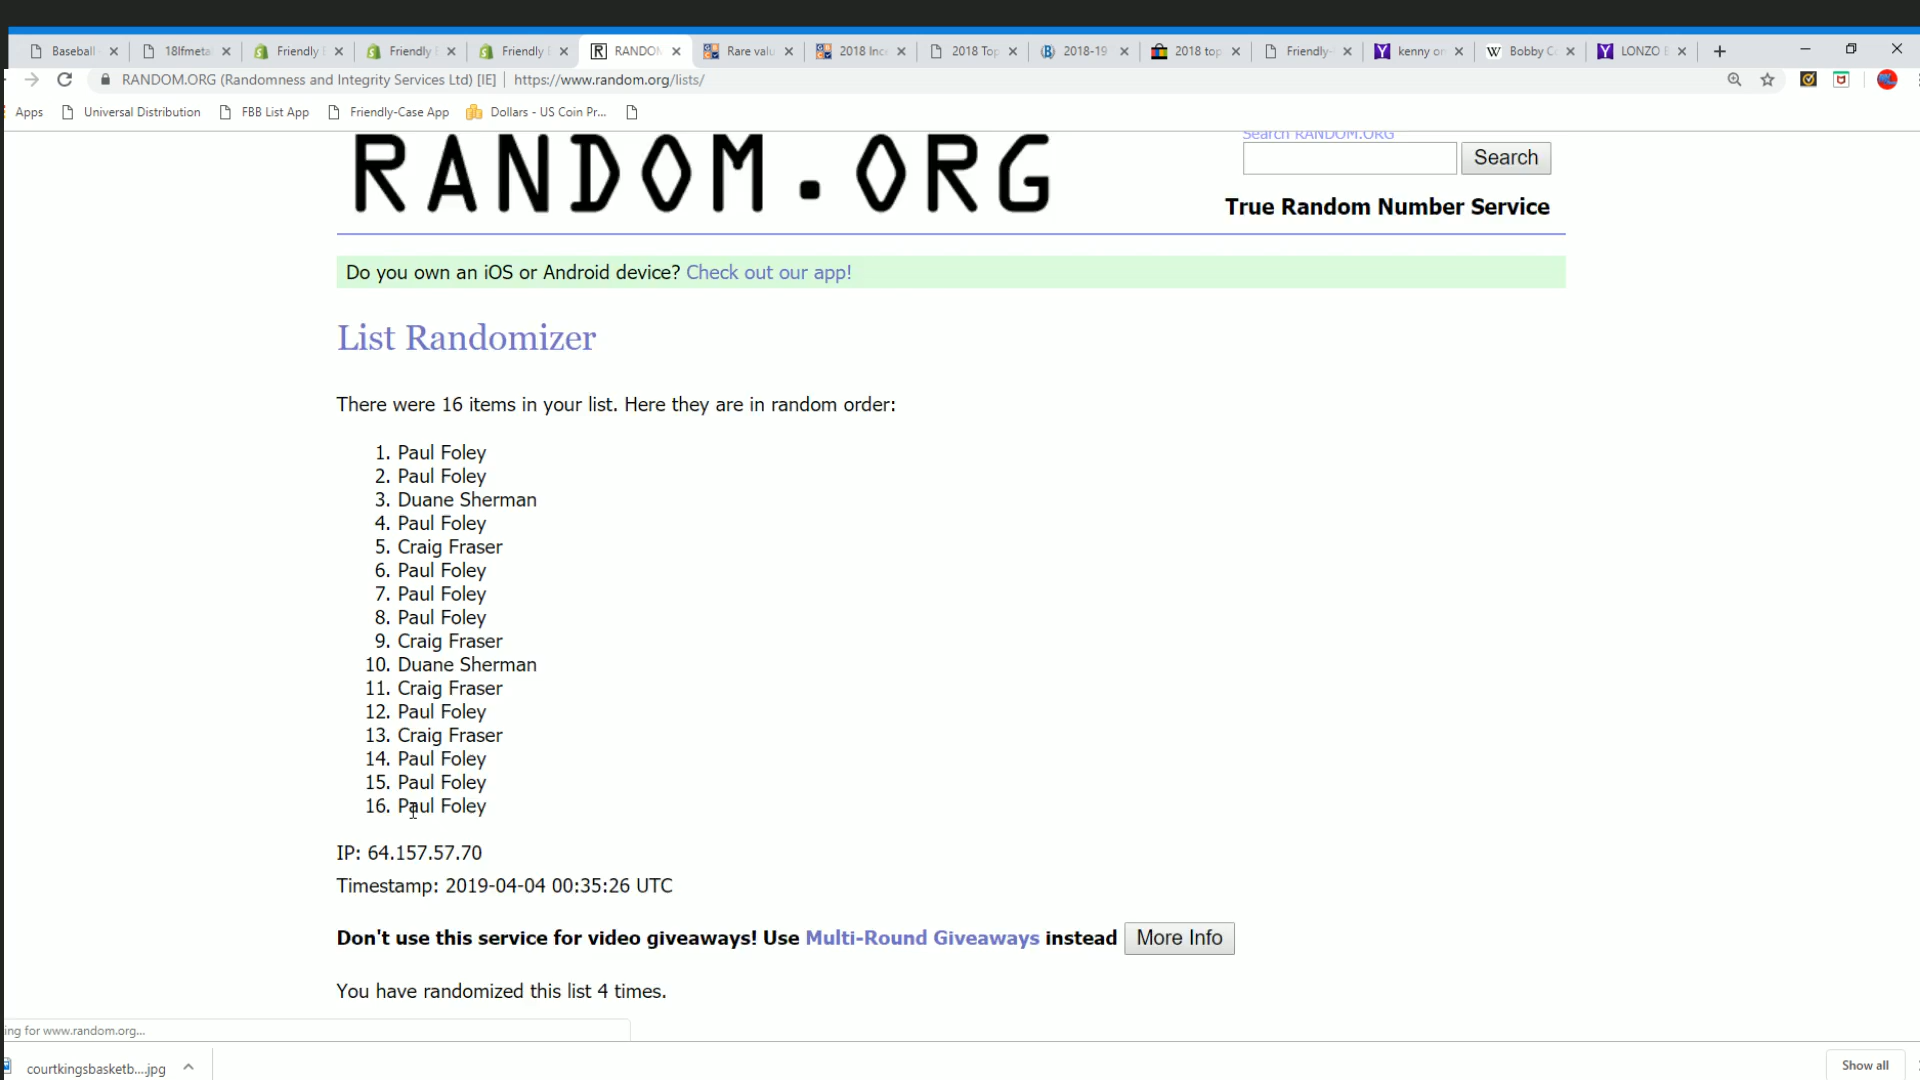 Baseball
18lfmeta
Friendly
Friendly
Friendly
RANDOM
Rare valu
2018 Inc
2018 Top
2018-19
2018 top
Friendly-
kenny on
Bobby C
LONZO
RANDOM.ORG (Randomness and Integrity Services Ltd) [IE] | https://www.random.org/lists/
Apps
Universal Distribution
FBB List App
Friendly-Case App
Dollars - US Coin Pr...
RANDOM.ORG
Search RANDOM.ORG
Search
True Random Number Service
Do you own an iOS or Android device? Check out our app!
List Randomizer
There were 16 items in your list. Here they are in random order:
1. Paul Foley
2. Paul Foley
3. Duane Sherman
4. Paul Foley
5. Craig Fraser
6. Paul Foley
7. Paul Foley
8. Paul Foley
9. Craig Fraser
10. Duane Sherman
11. Craig Fraser
12. Paul Foley
13. Craig Fraser
14. Paul Foley
15. Paul Foley
16. Paul Foley
IP: 64.157.57.70
Timestamp: 2019-04-04 00:35:26 UTC
Don't use this service for video giveaways! Use Multi-Round Giveaways instead More Info
You have randomized this list 4 times.
ing for www.random.org...
courtkingsbasketb....jpg
Show all